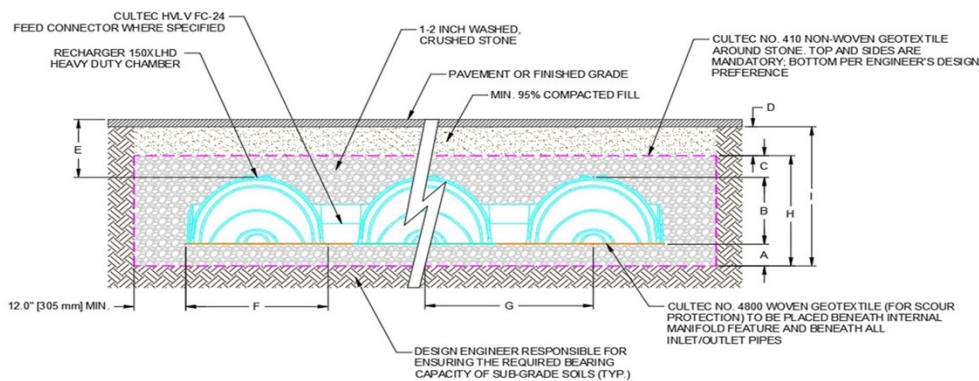 CULTEC HVLV FC-24
FEED CONNECTOR WHERE SPECIFIED
RECHARGER 150XLHD
HEAVY DUTY CHAMBER
1-2 INCH WASHED,
CRUSHED STONE
PAVEMENT OR FINISHED GRADE
MIN. 95% COMPACTED FILL
CULTEC NO. 410 NON-WOVEN GEOTEXTILE
AROUND STONE. TOP AND SIDES ARE
MANDATORY; BOTTOM PER ENGINEER'S DESIGN
PREFERENCE
D
E
C
B
H
I
A
12.0" [305 mm] MIN.
F
G
CULTEC NO. 4800 WOVEN GEOTEXTILE (FOR SCOUR
PROTECTION) TO BE PLACED BENEATH INTERNAL
MANIFOLD FEATURE AND BENEATH ALL
INLET/OUTLET PIPES
DESIGN ENGINEER RESPONSIBLE FOR
ENSURING THE REQUIRED BEARING
CAPACITY OF SUB-GRADE SOILS (TYP.)